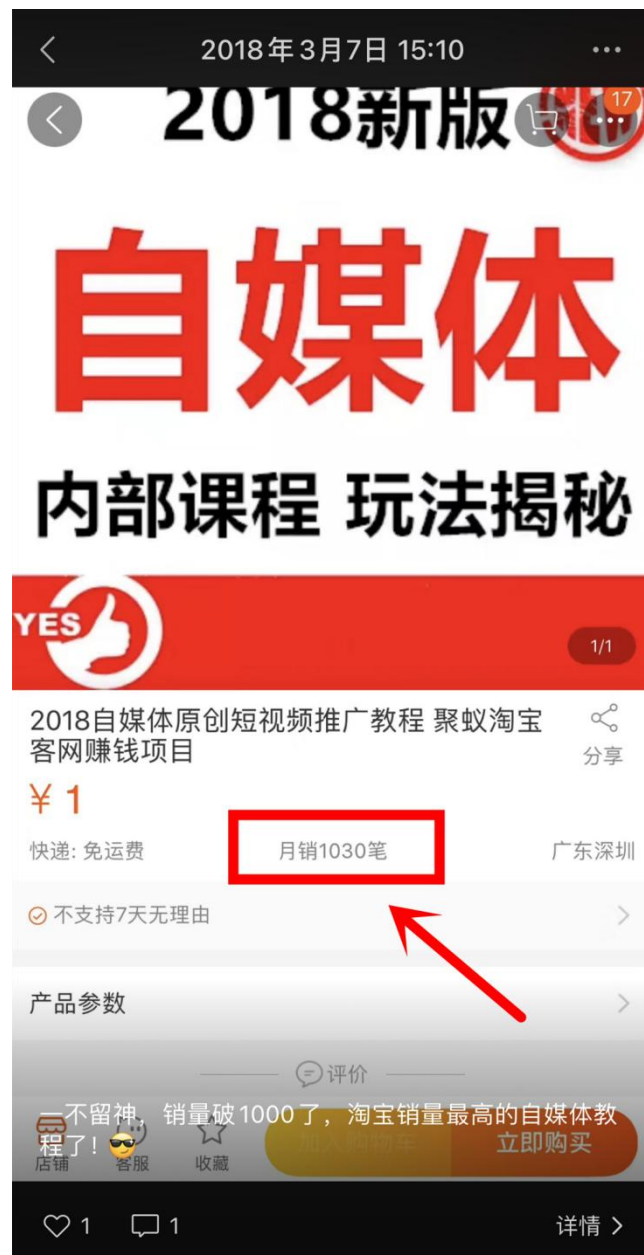 2018年3月7日 15:10
2018新版
17
自媒体
内部课程 玩法揭秘
YES
1/1
2018自媒体原创短视频推广教程 聚蚁淘宝
客网赚钱项目
分享
¥ 1
快递: 免运费
月销1030笔
广东深圳
不支持7天无理由
产品参数
评价
一不留神，销量破1000了，淘宝销量最高的自媒体教
程了！😎
店铺
客服
收藏
立即购买
1
1
详情